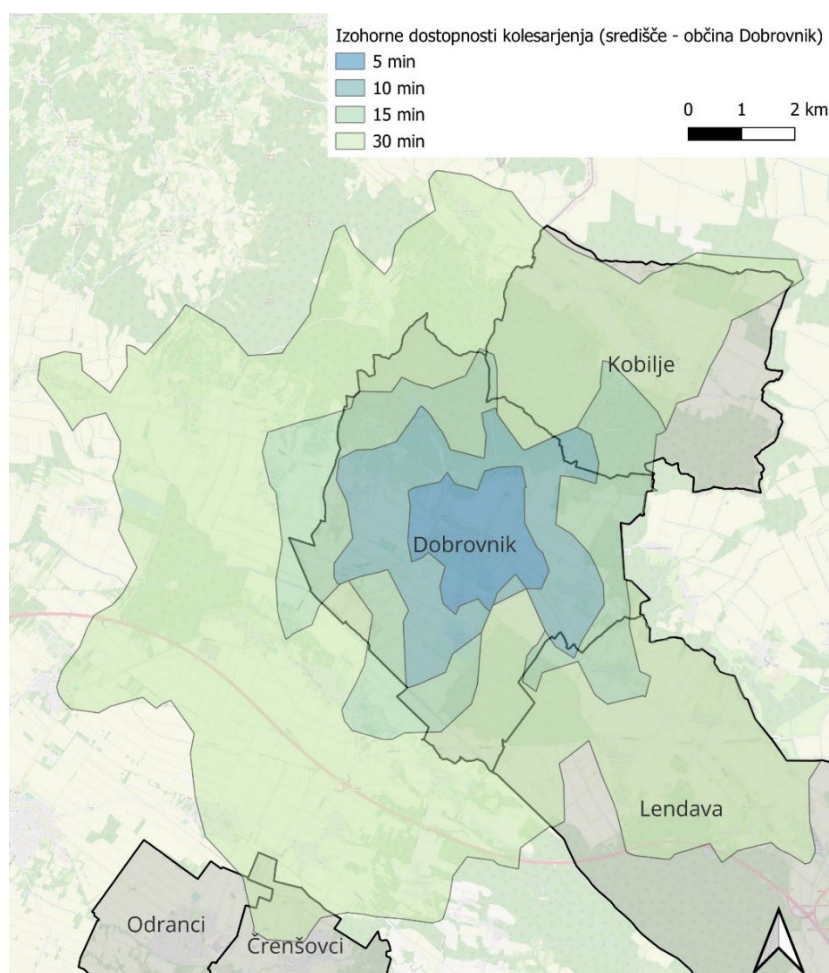 Izohorne dostopnosti kolesarjenja (središče - občina Dobrovnik)
5 min
10 min
15 min
30 min
0 1 2 km
Kobilje
Dobrovnik
Lendava
Odranci
Črenšovci